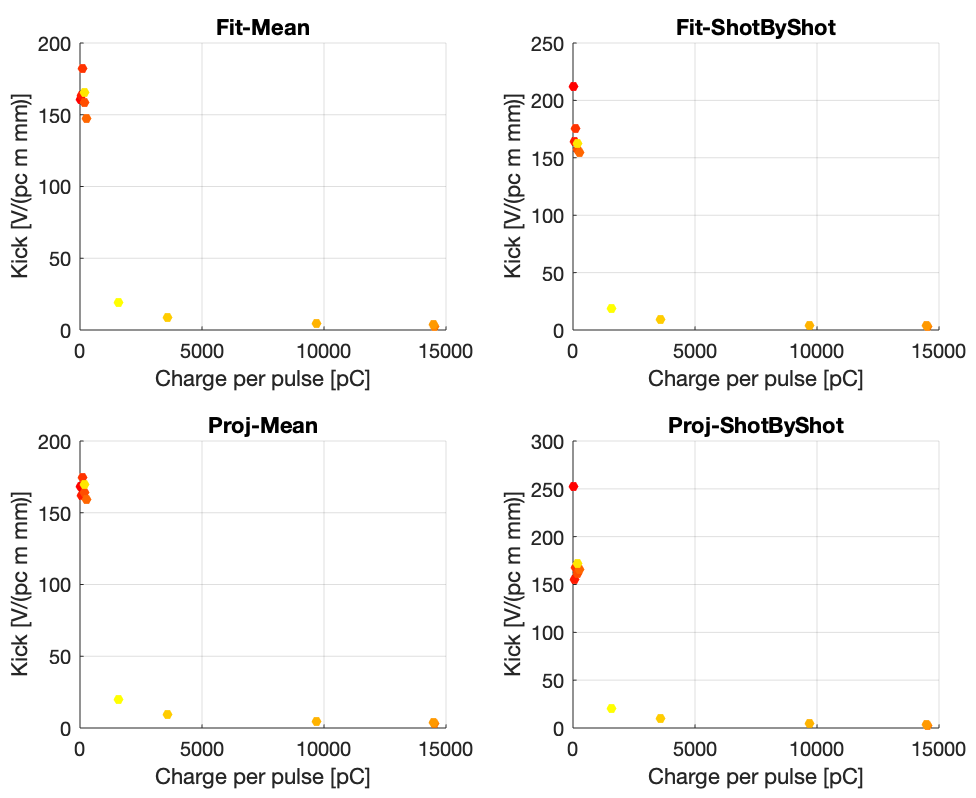 Fit-Mean
200
150
100
50
0
0 5000 10000 15000
Kick [V/(pc m mm)]
Charge per pulse [pC]
Fit-ShotByShot
250
200
150
100
50
0
0 5000 10000 15000
Kick [V/(pc m mm)]
Charge per pulse [pC]
Proj-Mean
200
150
100
50
0
0 5000 10000 15000
Kick [V/(pc m mm)]
Charge per pulse [pC]
Proj-ShotByShot
300
250
200
150
100
50
0
0 5000 10000 15000
Kick [V/(pc m mm)]
Charge per pulse [pC]